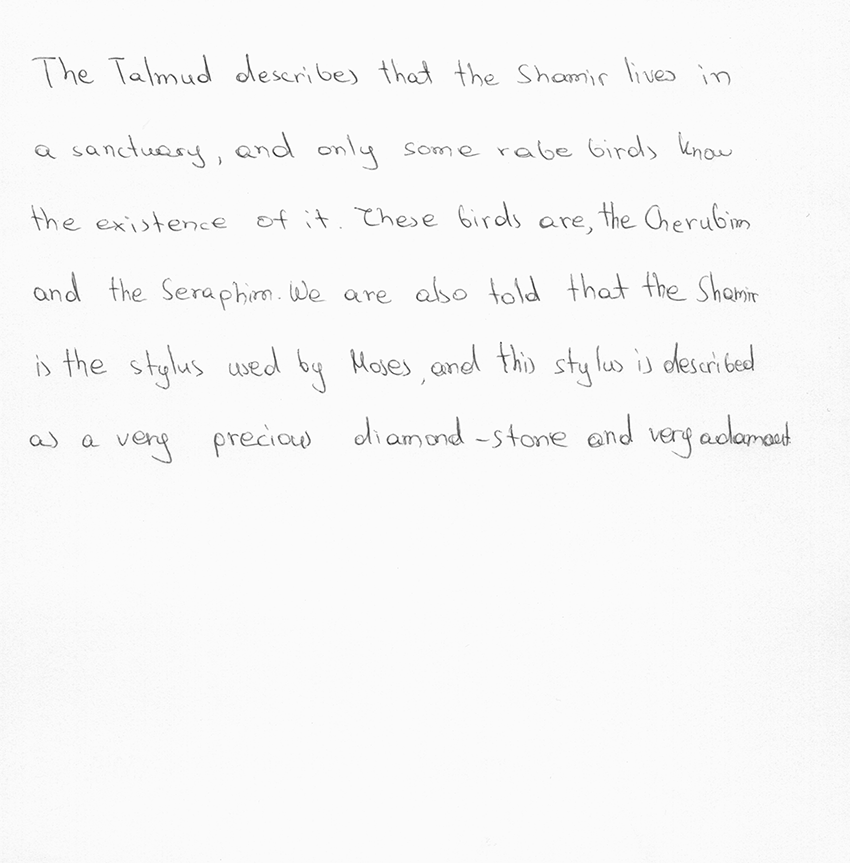 The Talmud describes that the Shamir lives in
a sanctuary, and only some rabe birds know
the existence of it. These birds are, the Cherubim
and the Seraphim. We are also told that the Shamir
is the stylus used by Moses, and this stylus is described
as a very precious diamond-stone and very